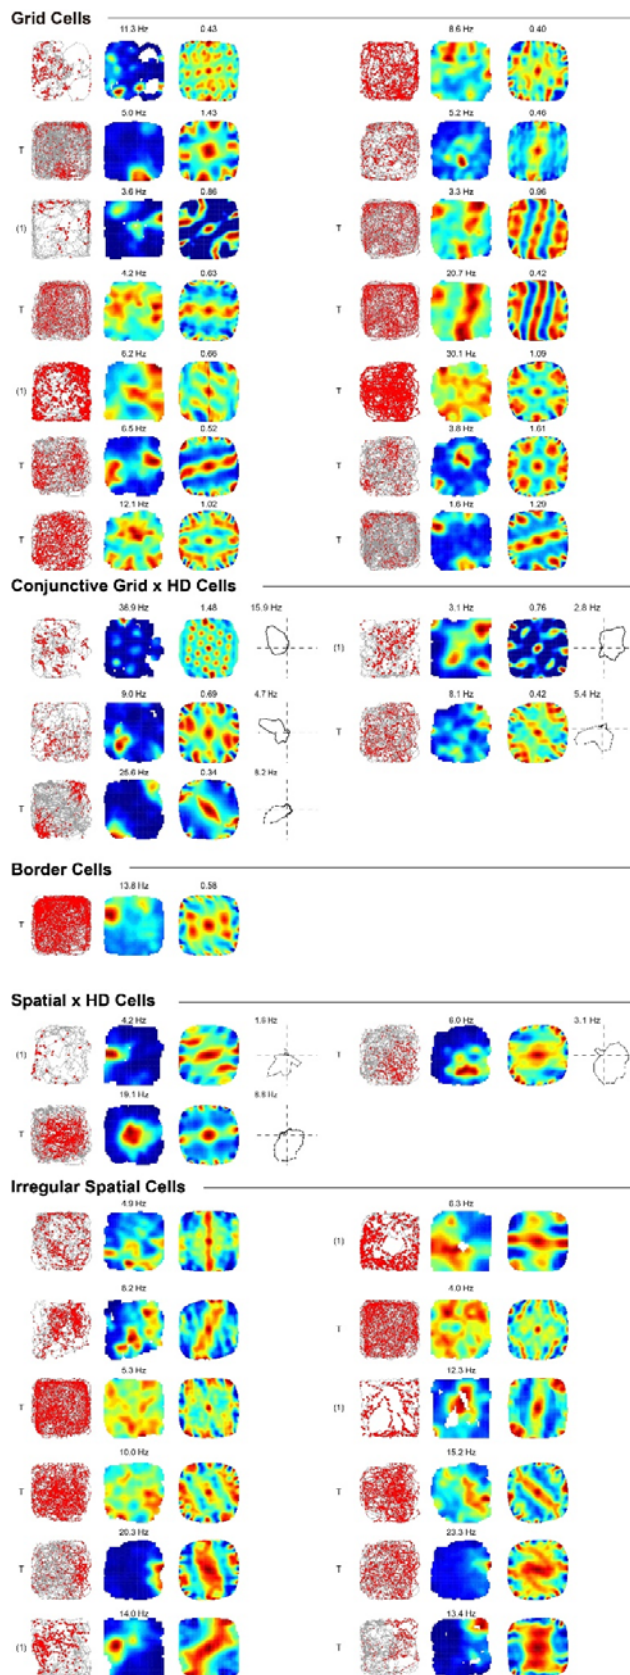 Grid Cells
11.3 Hz 0.43 8.6 Hz 0.40
T 5.0 Hz 1.43 5.2 Hz 0.46
(1) 3.6 Hz 0.86 T 3.3 Hz 0.96
T 4.2 Hz 0.63 T 20.7 Hz 0.42
(1) 6.2 Hz 0.66 T 30.1 Hz 1.09
T 6.5 Hz 0.52 T 3.8 Hz 1.61
T 12.1 Hz 1.02 T 1.6 Hz 1.29
Conjunctive Grid x HD Cells
36.9 Hz 1.48 15.9 Hz (1) 3.1 Hz 0.76 2.8 Hz
9.0 Hz 0.69 4.7 Hz T 8.1 Hz 0.42 5.4 Hz
T 25.6 Hz 0.34 8.2 Hz
Border Cells
T 13.8 Hz 0.58
Spatial x HD Cells
(1) 4.2 Hz 1.6 Hz T 6.0 Hz 3.1 Hz
T 19.1 Hz 8.8 Hz
Irregular Spatial Cells
4.9 Hz (1) 6.3 Hz
8.2 Hz T 4.0 Hz
T 5.3 Hz (1) 12.3 Hz
T 10.0 Hz T 15.2 Hz
T 20.3 Hz T 23.3 Hz
(1) 14.0 Hz T 13.4 Hz